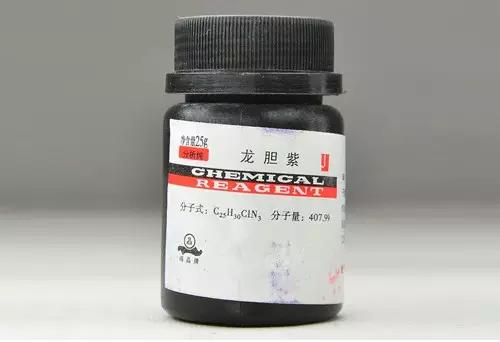 净含量25g
分析纯
龙胆紫
CHEMICAL
REAGENT
分子式：C₂₅H₃₀ClN₃ 分子量：407.99